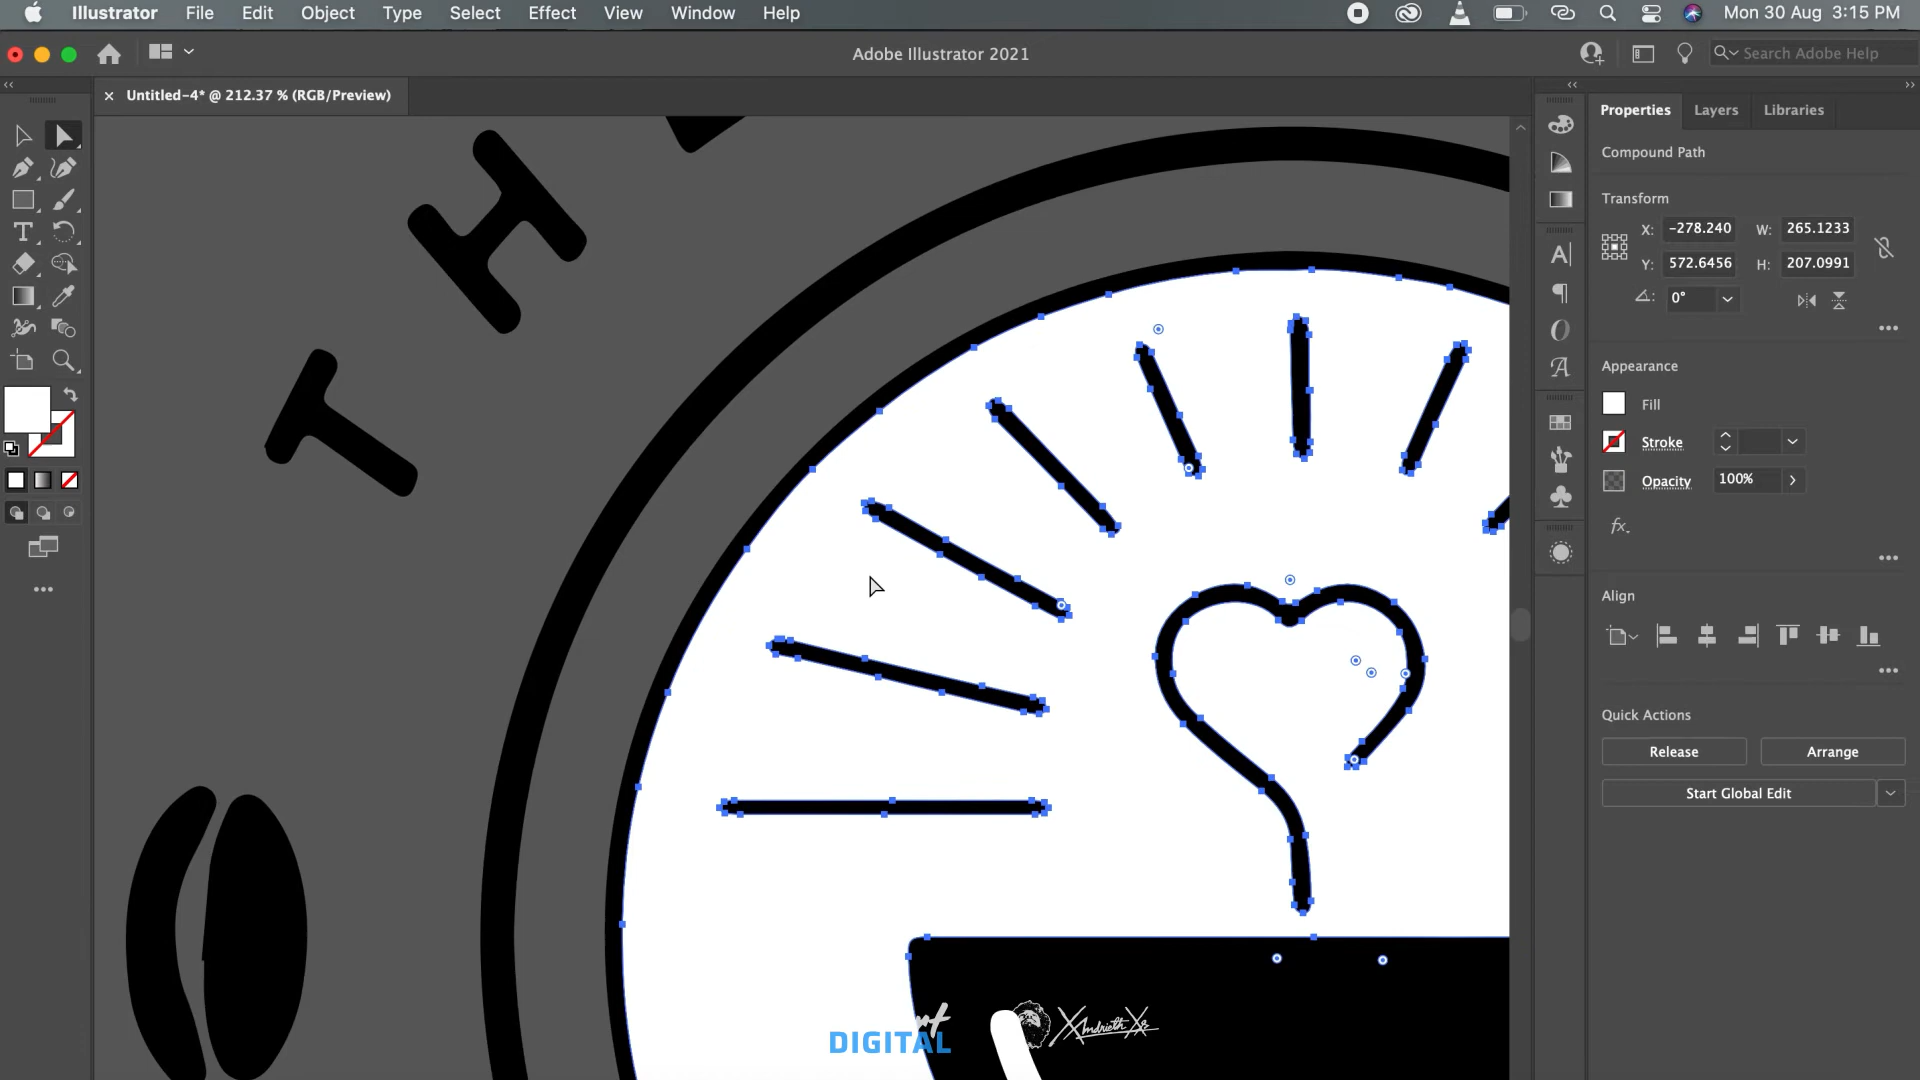 Illustrator File Edit Object Type Select Effect View Window Help
Mon 30 Aug 3:15 PM
Adobe Illustrator 2021
Search Adobe Help
Untitled-4* @ 212.37 % (RGB/Preview)
Properties Layers Libraries
Compound Path
Transform
X: -278.240 W: 265.1233
Y: 572.6456 H: 207.0991
0°
Appearance
Fill
Stroke
Opacity 100%
fx.
Align
Quick Actions
Release Arrange
Start Global Edit
T H
DIGITAL